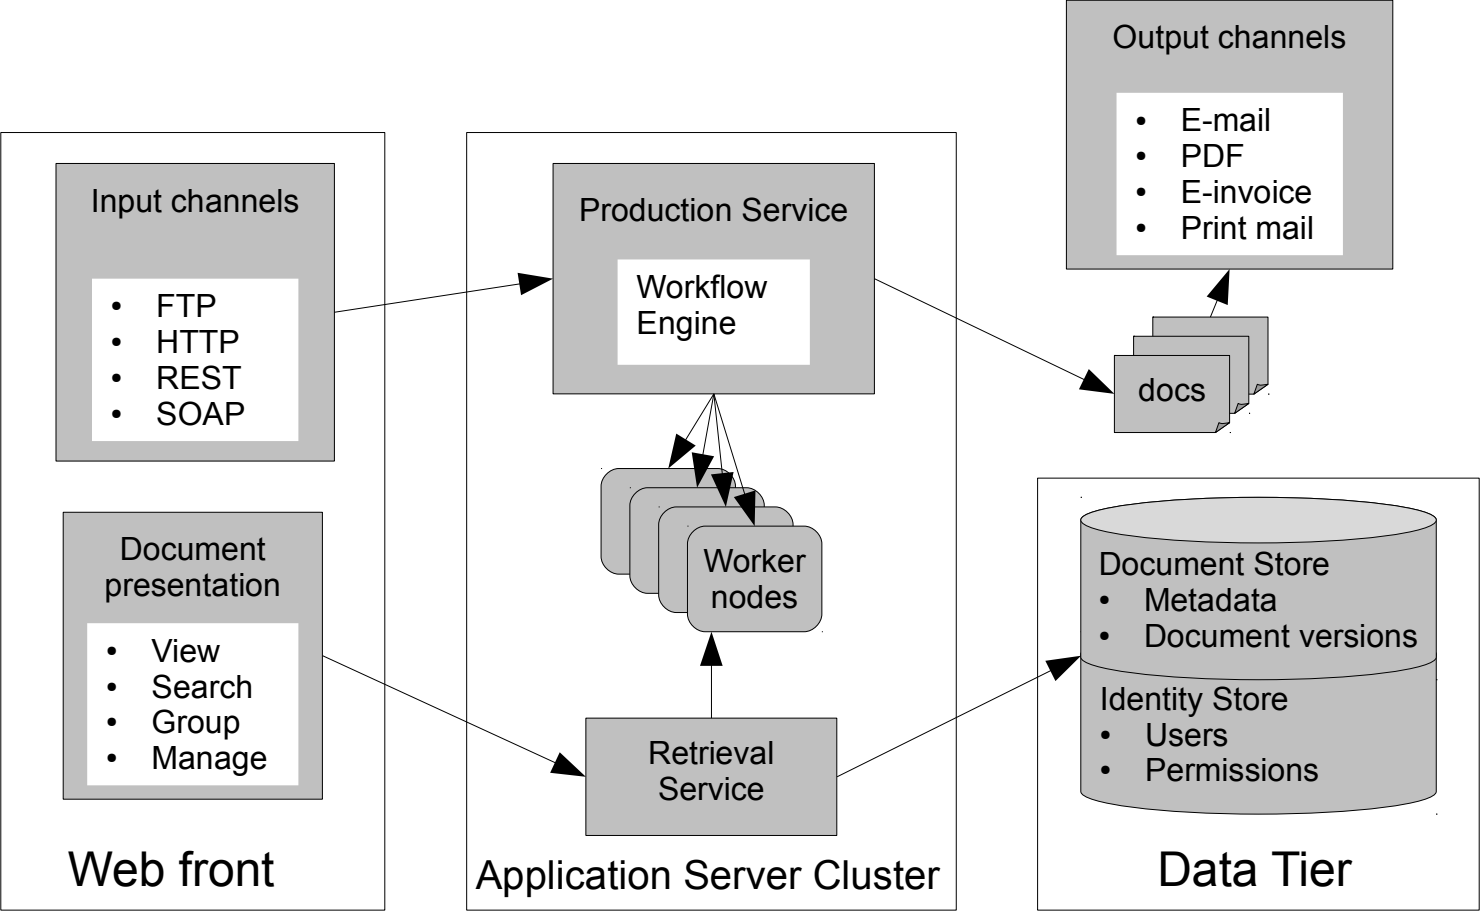 Output channels
• E-mail
• PDF
• E-invoice
• Print mail
Input channels
• FTP
• HTTP
• REST
• SOAP
Production Service
Workflow
Engine
docs
Document
presentation
• View
• Search
• Group
• Manage
Worker
nodes
Retrieval
Service
Document Store
• Metadata
• Document versions
Identity Store
• Users
• Permissions
Web front
Application Server Cluster
Data Tier